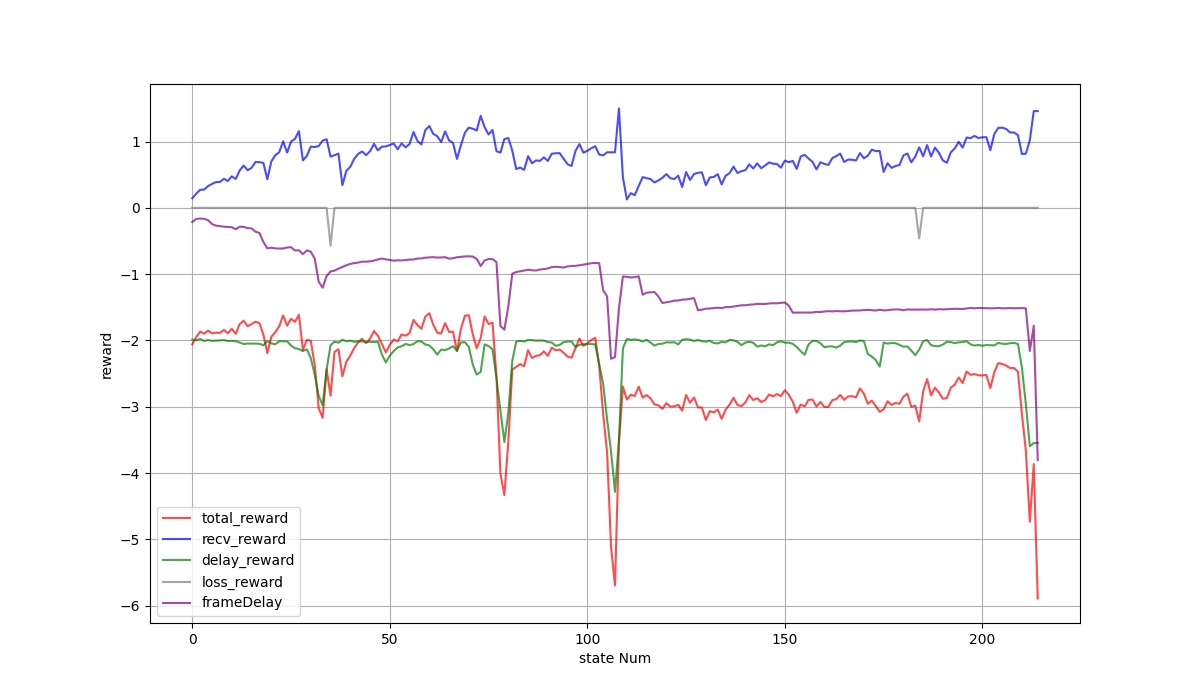 1
0
−1
−2
−3
−4
−5
−6
reward
total_reward
recv_reward
delay_reward
loss_reward
frameDelay
0
50
100
150
200
state Num